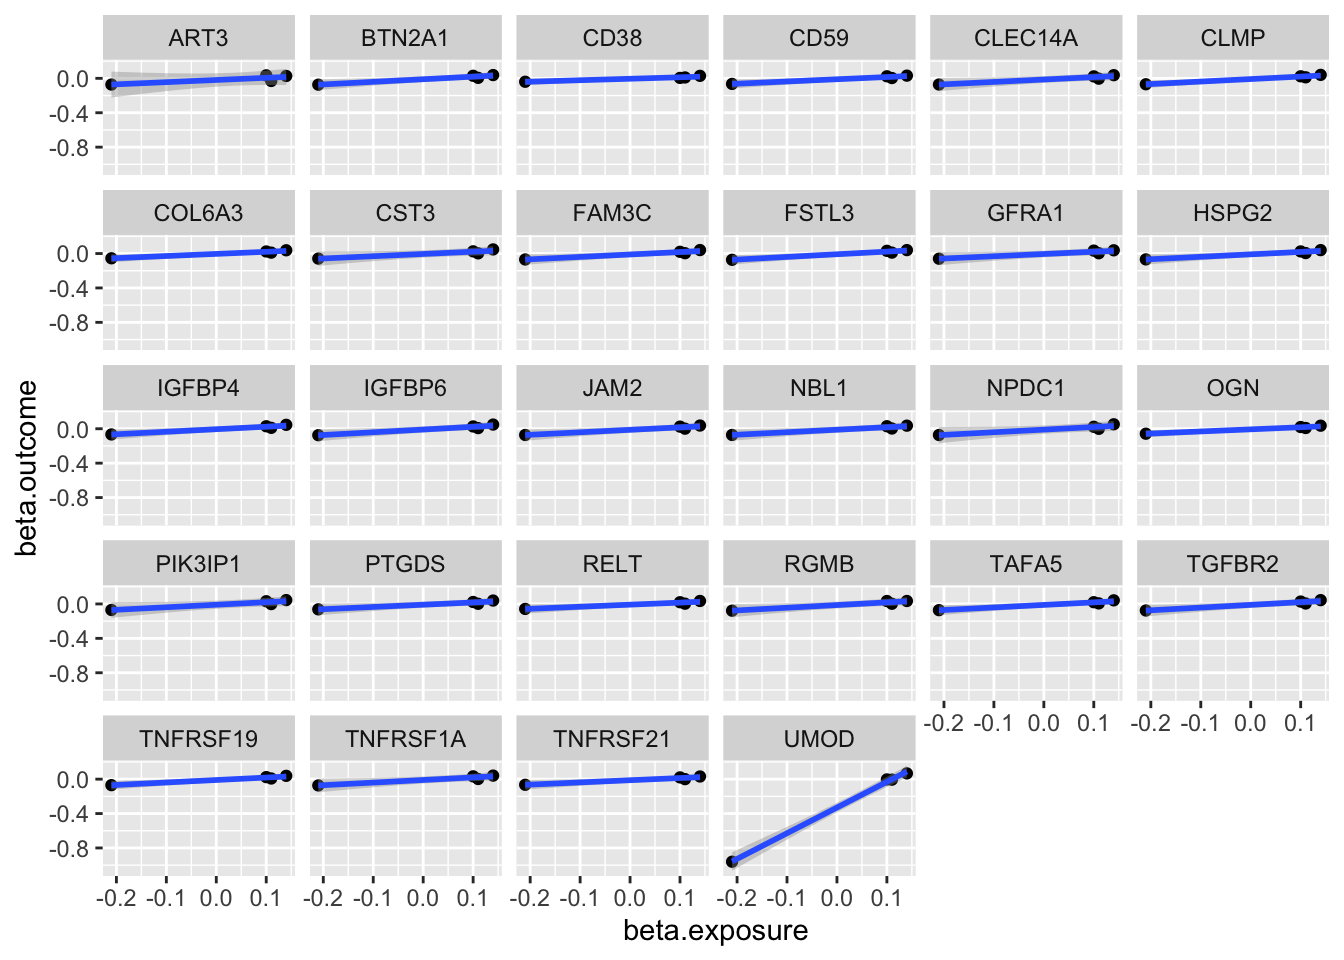 ART3 BTN2A1 CD38 CD59 CLEC14A CLMP
0.0
-0.4
-0.8
COL6A3 CST3 FAM3C FSTL3 GFRA1 HSPG2
0.0
-0.4
-0.8
IGFBP4 IGFBP6 JAM2 NBL1 NPDC1 OGN
0.0
-0.4
-0.8
beta.outcome
PIK3IP1 PTGDS RELT RGMB TAFA5 TGFBR2
0.0
-0.4
-0.8
-0.2 -0.1 0.0 0.1 -0.2 -0.1 0.0 0.1
TNFRSF19 TNFRSF1A TNFRSF21 UMOD
0.0
-0.4
-0.8
-0.2 -0.1 0.0 0.1 -0.2 -0.1 0.0 0.1 -0.2 -0.1 0.0 0.1 -0.2 -0.1 0.0 0.1
beta.exposure